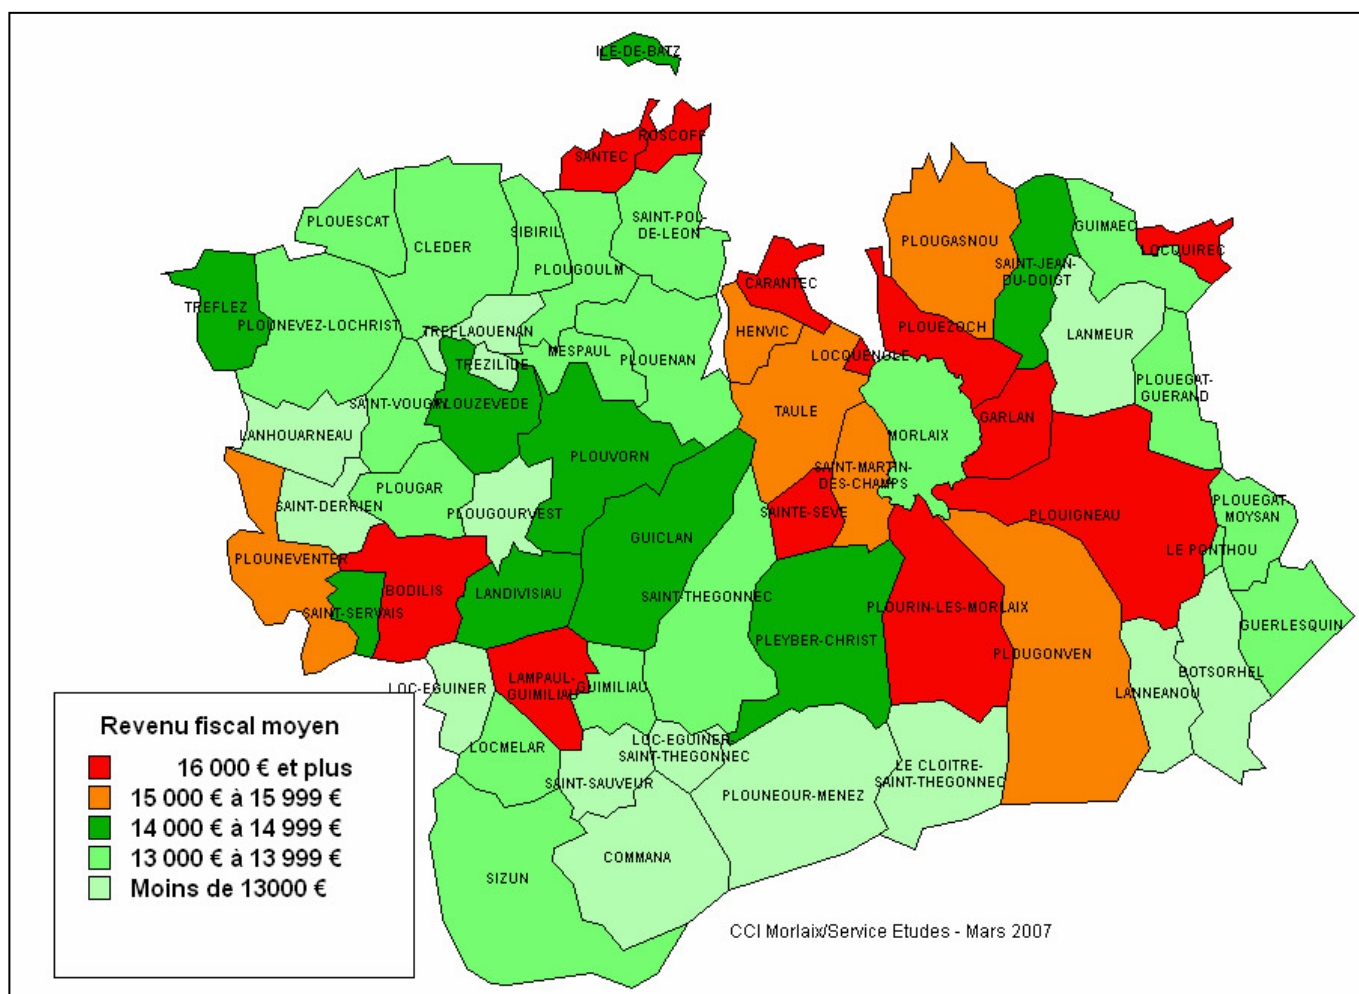 ILE-DE-BATZ
ROSCOFF
SANTEC
PLOUESCAT
CLEDER
SIBIRIL
PLOUGOULM
SAINT-POL-
DE-LEON
PLOUGASNOU
SAINT-JEAN-
DU-DOIGT
GUIMAEC
LOCQUIREC
TREFLEZ
PLOUNEVEZ-LOCHRIST
TREFLAOUENAN
TREZILIDE
MESPAUL
PLOUENAN
CARANTEC
HENVIC
LOCQUENOLE
PLOUEZOCH
LANMEUR
PLOUEGAT-
GUERAND
SAINT-VOUGAY
PLOUZEVEDE
LANHOUARNEAU
PLOUVORN
TAULE
MORLAIX
GARLAN
SAINT-DERRIEN
PLOUGAR
PLOUGOURVEST
SAINT-MARTIN-
DES-CHAMPS
SAINTE-SEVE
PLOUIGNEAU
PLOUEGAT-
MOYSAN
LE PONTHOU
PLOUNEVENTER
SAINT-SERVAIS
BODILIS
LANDIVISIAU
GUICLAN
SAINT-THEGONNEC
PLEYBER-CHRIST
PLOURIN-LES-MORLAIX
PLOUGONVEN
GUERLESQUIN
BOTSORHEL
LANNEANOU
LOC-EGUINER
LAMPAUL-
GUIMILIAU
GUIMILIAU
LOCMELAR
LOC-EGUINER
SAINT-THEGONNEC
SAINT-SAUVEUR
PLOUNEOUR-MENEZ
LE CLOITRE-
SAINT-THEGONNEC
COMMANA
SIZUN
Revenu fiscal moyen
16 000 € et plus
15 000 € à 15 999 €
14 000 € à 14 999 €
13 000 € à 13 999 €
Moins de 13000 €
CCI Morlaix/Service Etudes - Mars 2007